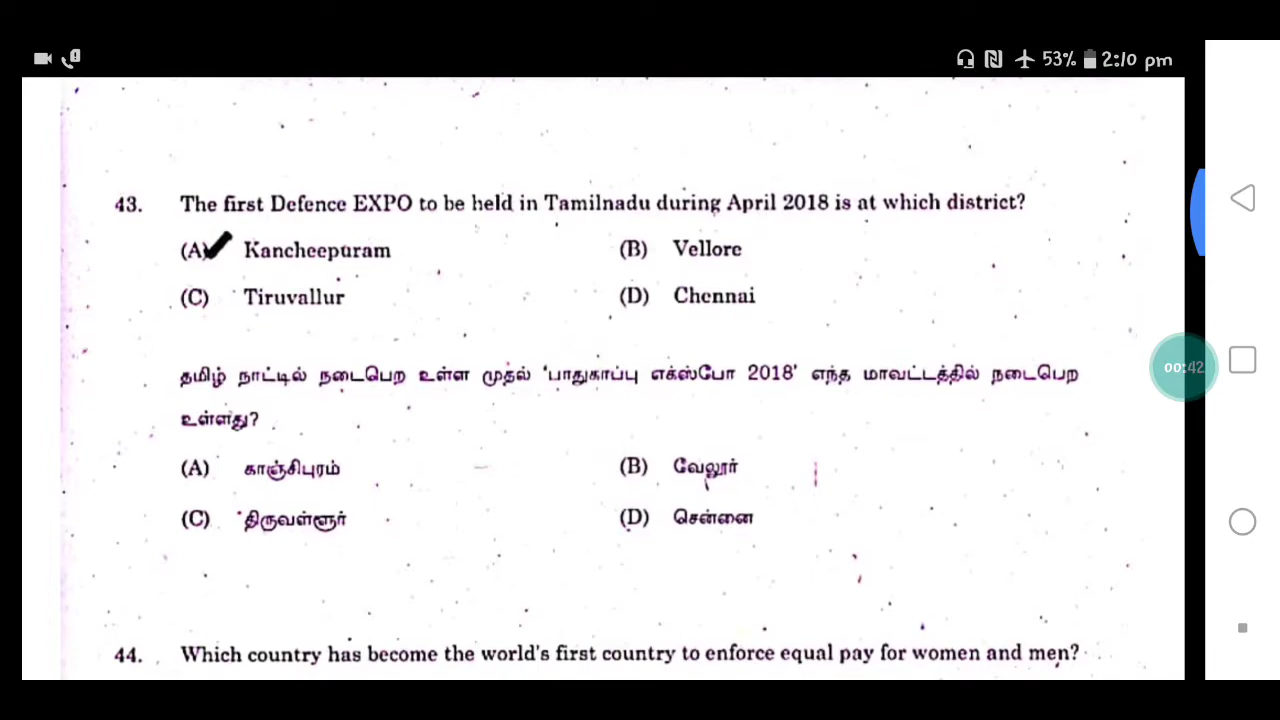 53% 2:10 pm
43. The first Defence EXPO to be held in Tamilnadu during April 2018 is at which district?
(A) Kancheepuram (B) Vellore
(C) Tiruvallur (D) Chennai
தமிழ் நாட்டில் நடைபெற உள்ள முதல் 'பாதுகாப்பு எக்ஸ்போ 2018' எந்த மாவட்டத்தில் நடைபெற
உள்ளது?
(A) காஞ்சிபுரம் (B) வேலூர்
(C) திருவள்ளூர் (D) சென்னை
00:42
44. Which country has become the world's first country to enforce equal pay for women and men?